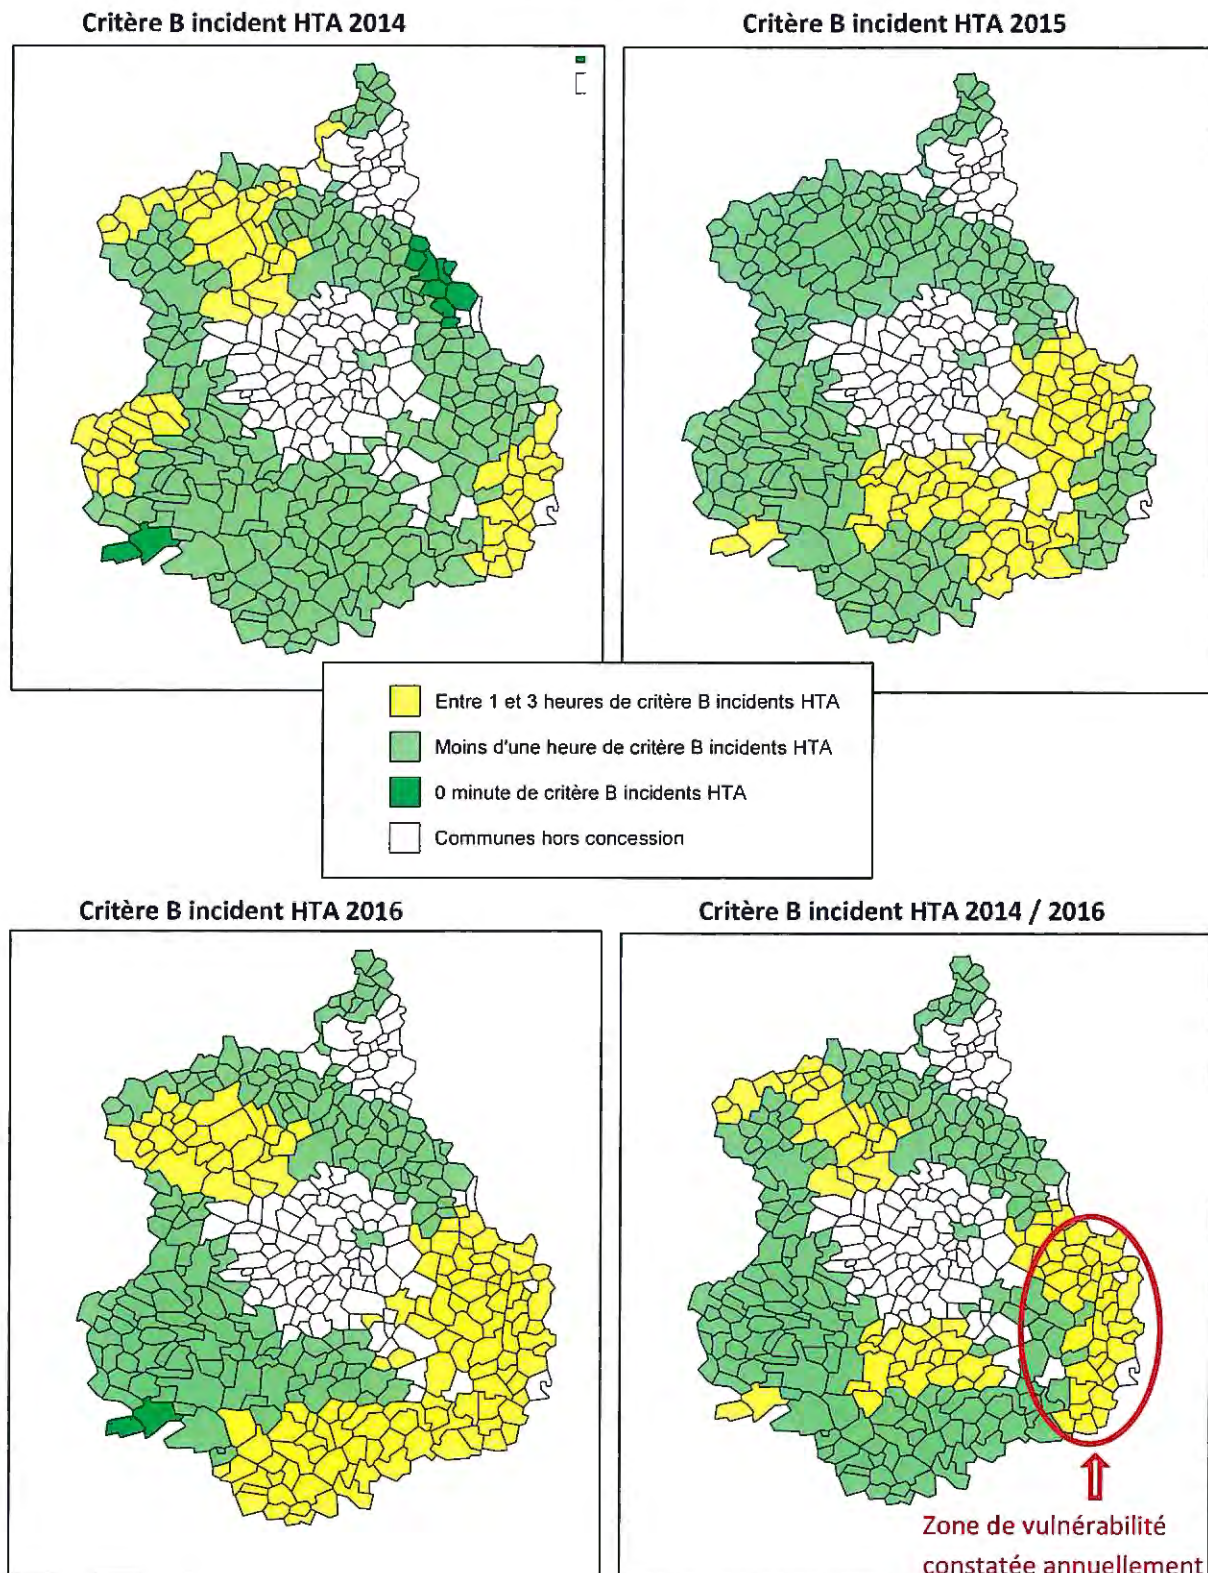 Critère B incident HTA 2014
Critère B incident HTA 2015
Entre 1 et 3 heures de critère B incidents HTA
Moins d'une heure de critère B incidents HTA
0 minute de critère B incidents HTA
Communes hors concession
Critère B incident HTA 2016
Critère B incident HTA 2014 / 2016
Zone de vulnérabilité
constatée annuellement